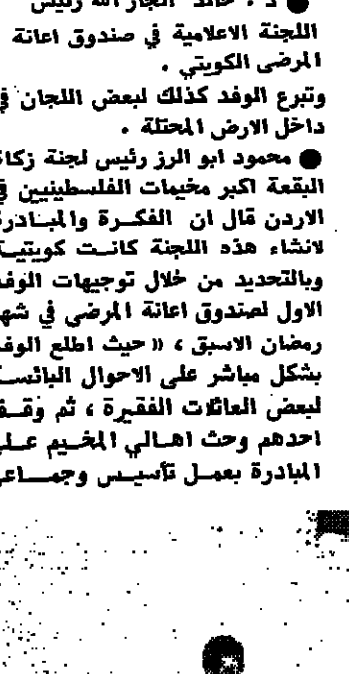 ● د . خالد الجار الله رئيس
اللجنة الاعلامية في صندوق اعانة
المرضى الكويتي .
وتبرع الوفد كذلك لبعض اللجان في
داخل الارض المحتلة .
● محمود ابو الرز رئيس لجنة زكاة
البقعة اكبر مخيمات الفلسطينيين في
الاردن قال ان الفكرة والمبادرة
لانشاء هذه اللجنة كانت كويتية
وبالتحديد من خلال توجيهات الوفد
الاول لصندوق اعانة المرضى في شهر
رمضان الاسبق ، « حيث اطلع الوفد
بشكل مباشر على الاحوال البائسة
لبعض العائلات الفقيرة ، ثم وقف
احدهم وحث اهالي المخيم على
المبادرة بعمل تأسيس وجماعي